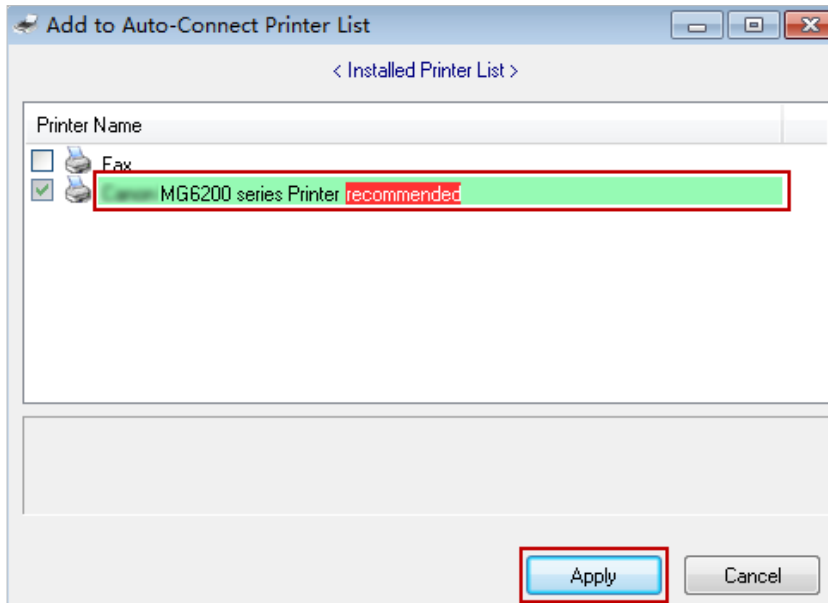 Add to Auto-Connect Printer List
< Installed Printer List >
Printer Name
Fax
MG6200 series Printer recommended
Apply
Cancel